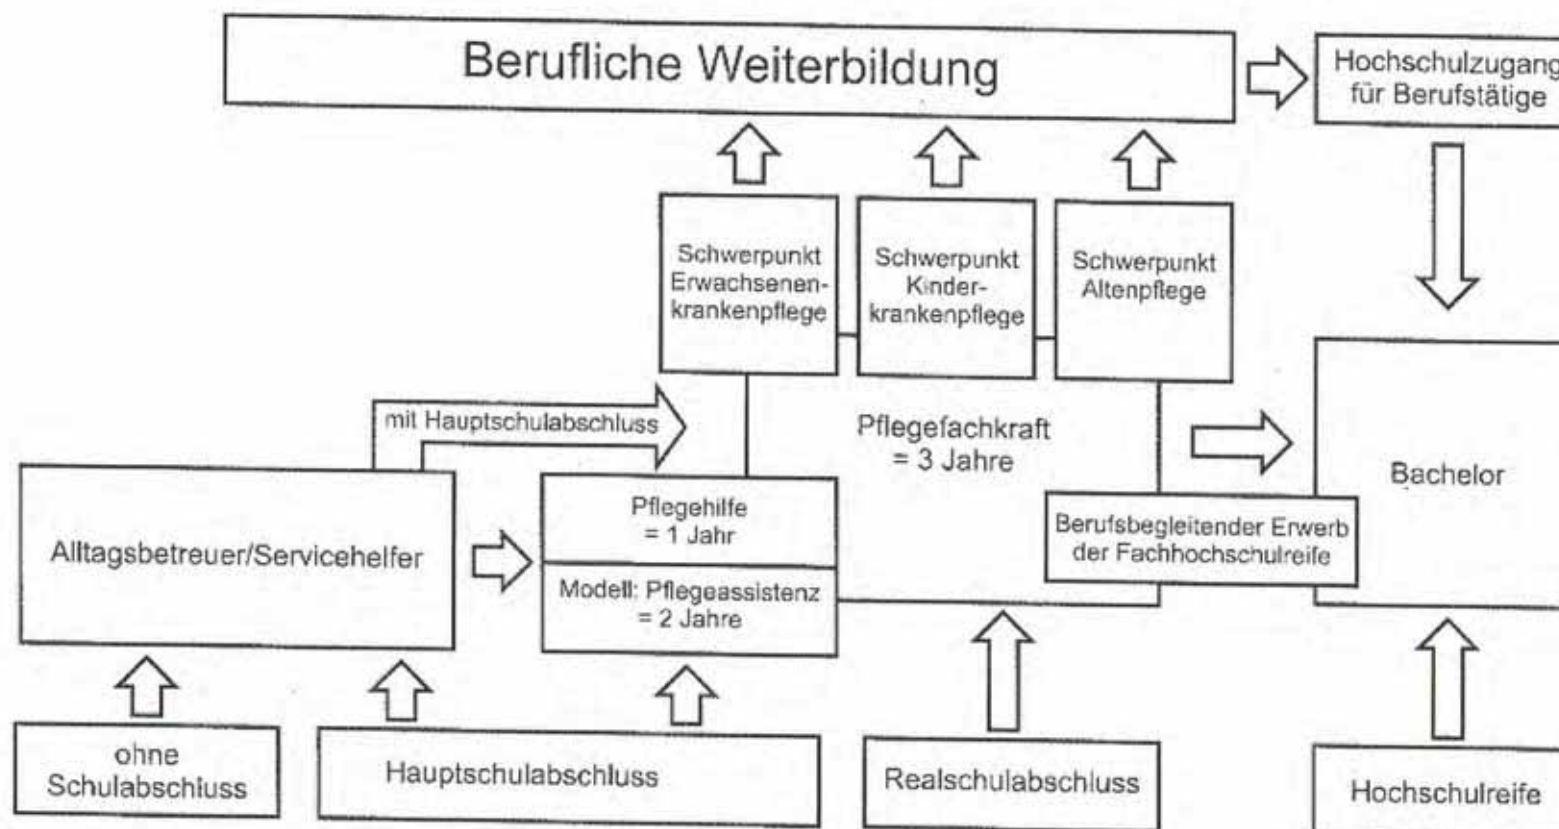 Berufliche Weiterbildung
Hochschulzugang
für Berufstätige
Schwerpunkt
Erwachsenen-
krankenpflege
Schwerpunkt
Kinder-
krankenpflege
Schwerpunkt
Altenpflege
mit Hauptschulabschluss
Pflegefachkraft
= 3 Jahre
Bachelor
Alltagsbetreuer/Servicehelfer
Pflegehilfe
= 1 Jahr
Modell: Pflegeassistenz
= 2 Jahre
Berufsbegleitender Erwerb
der Fachhochschulreife
ohne
Schulabschluss
Hauptschulabschluss
Realschulabschluss
Hochschulreife